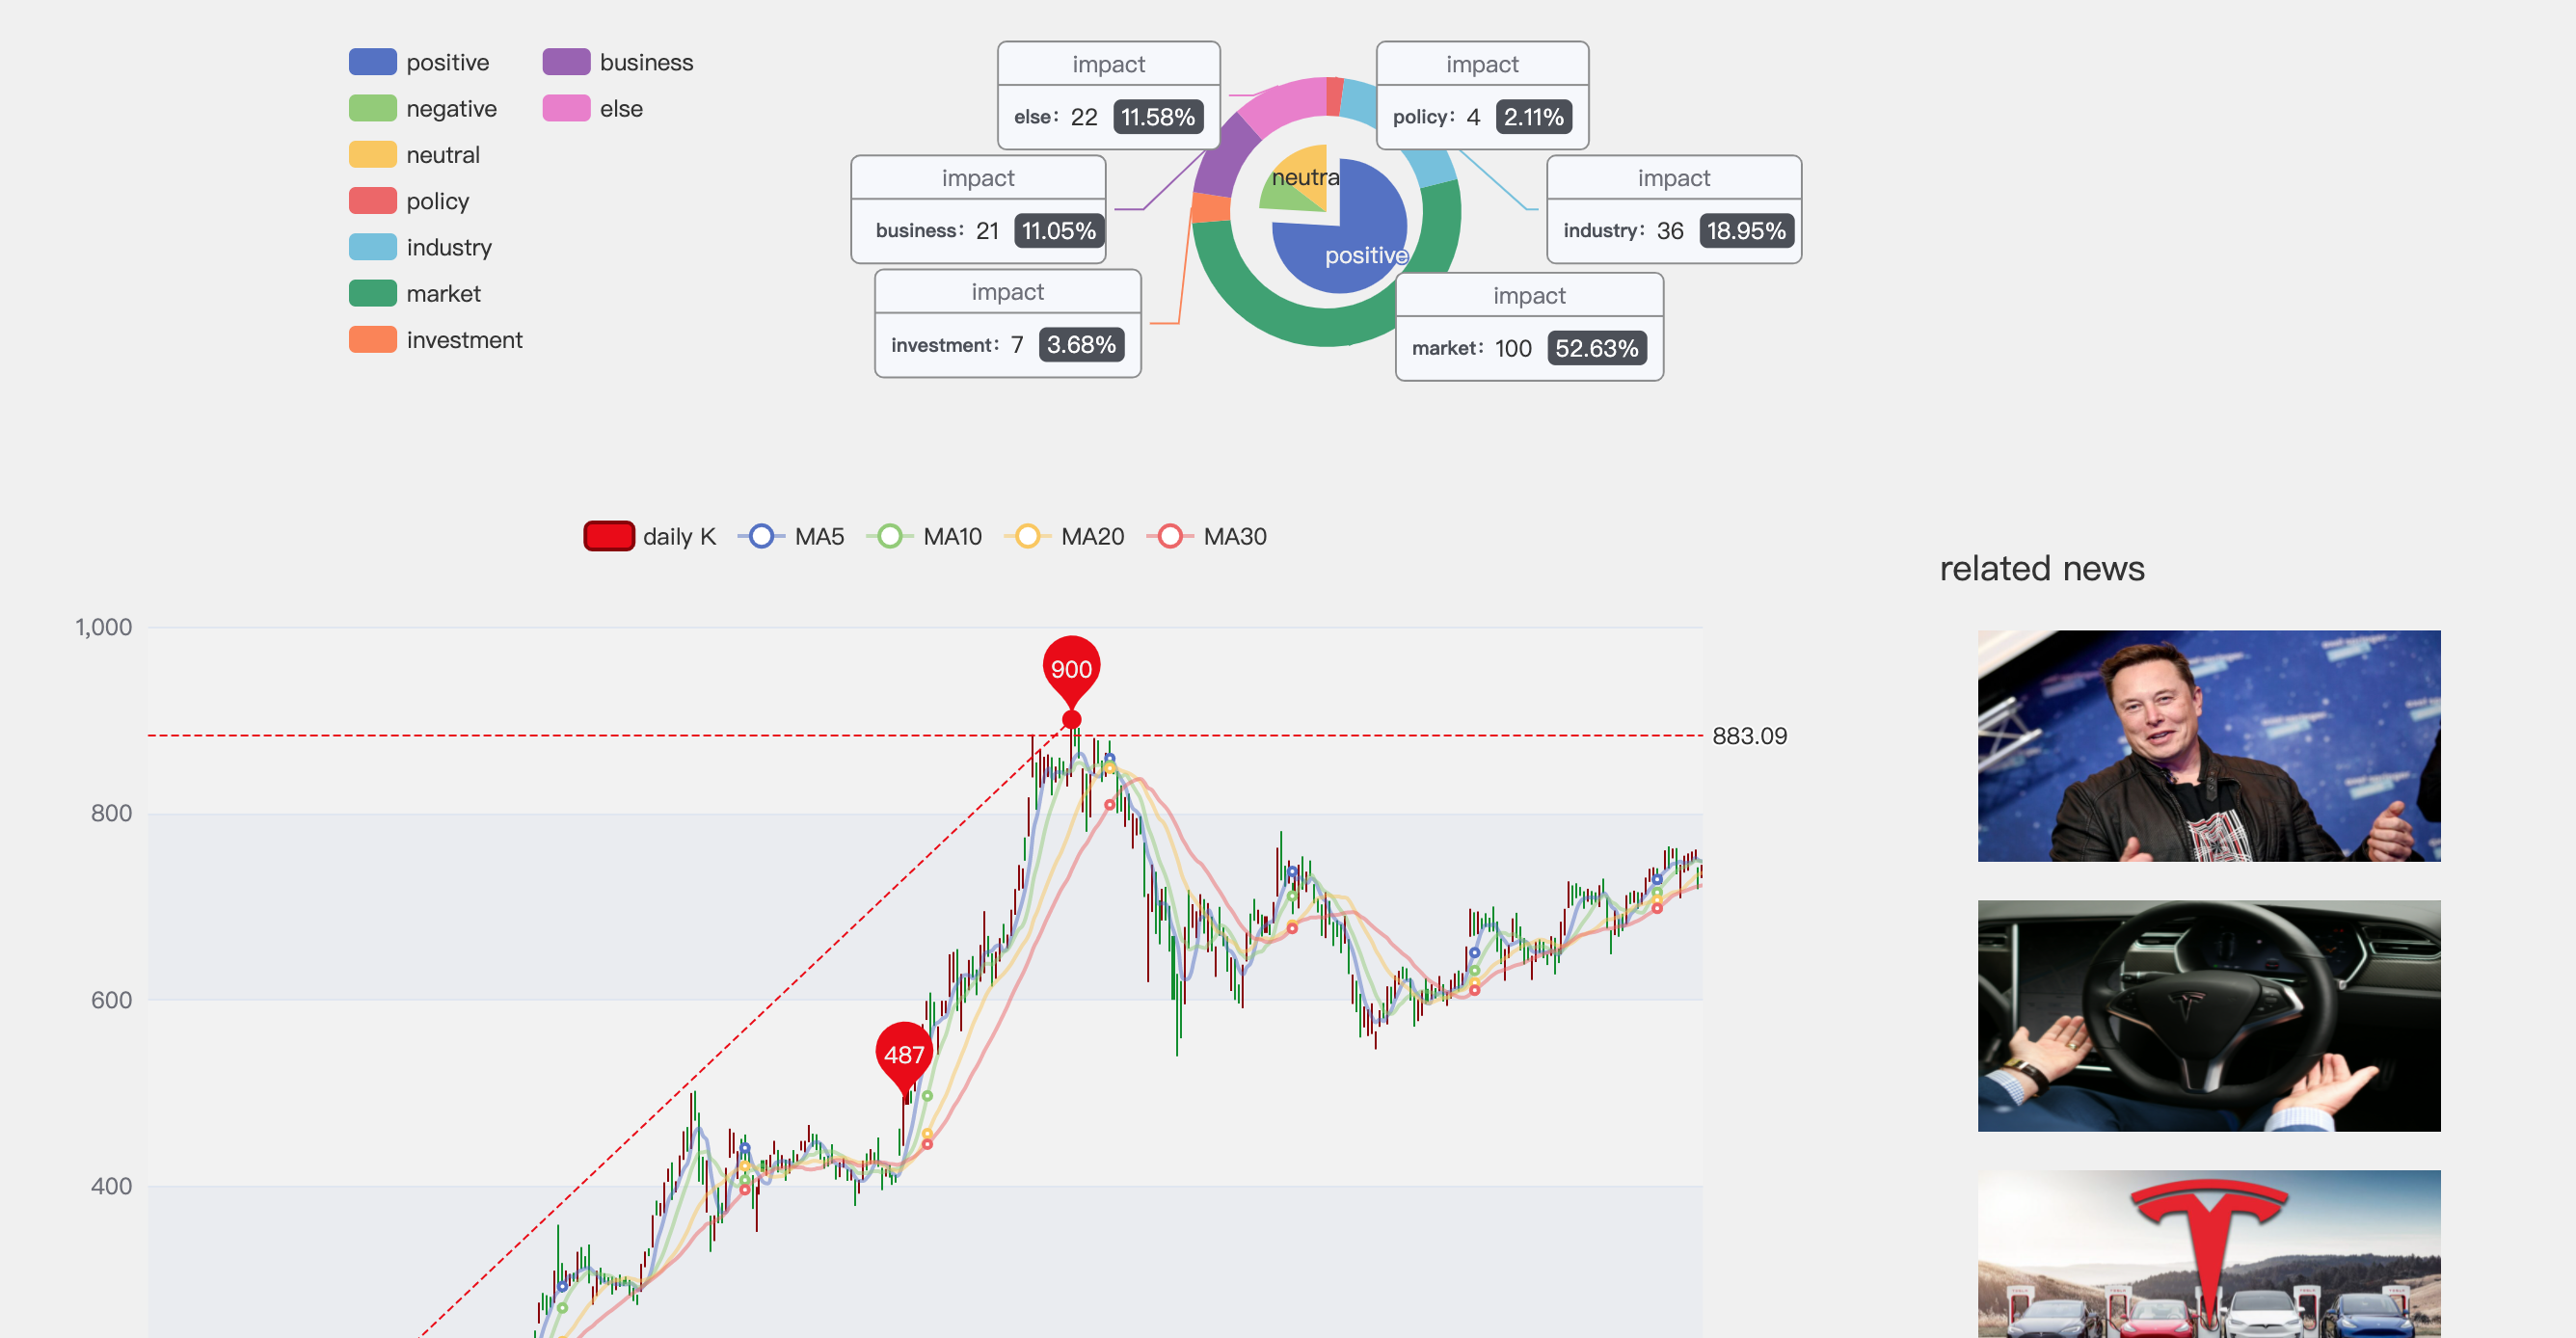 positive
negative
neutral
policy
industry
market
investment
business
else
impact
else: 22 11.58%
impact
policy: 4 2.11%
impact
business: 21 11.05%
impact
industry: 36 18.95%
impact
investment: 7 3.68%
impact
market: 100 52.63%
neutra
positive
daily K MA5 MA10 MA20 MA30
related news
1,000
900
883.09
800
600
487
400